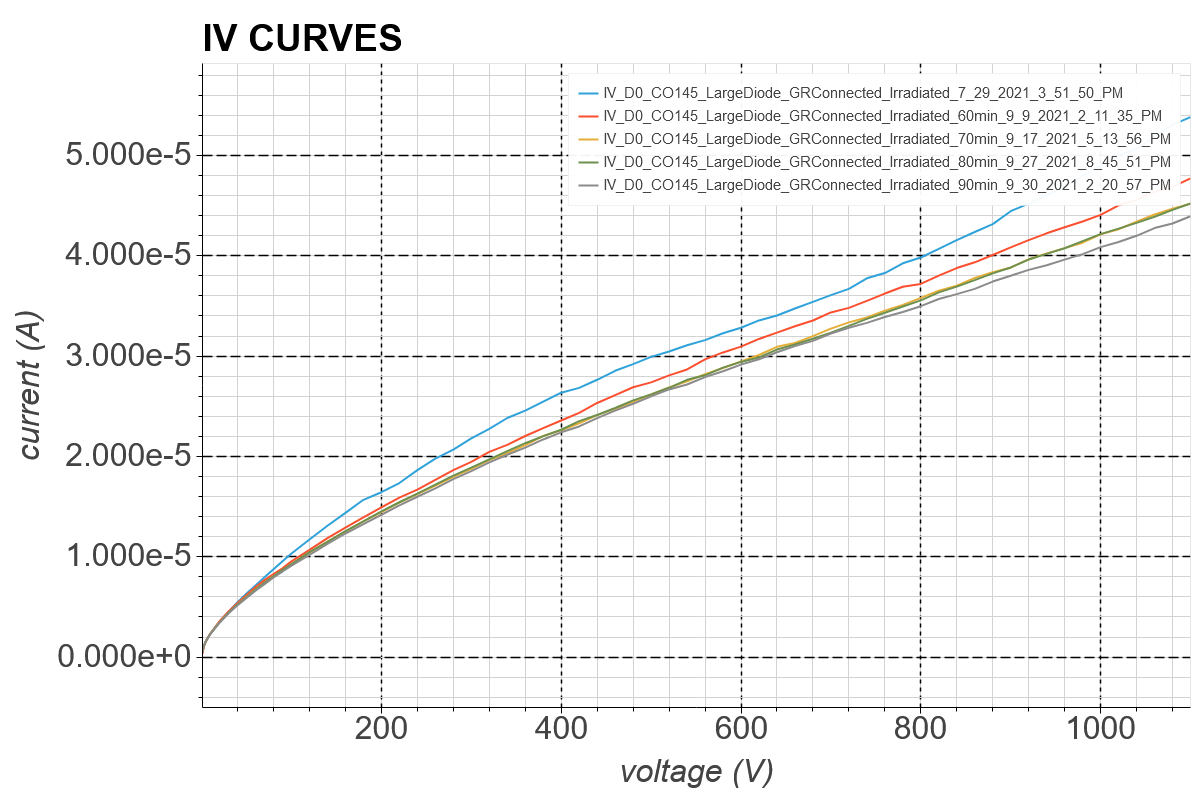 IV CURVES
IV_D0_CO145_LargeDiode_GRConnected_Irradiated_7_29_2021_3_51_50_PM
IV_D0_CO145_LargeDiode_GRConnected_Irradiated_60min_9_9_2021_2_11_35_PM
IV_D0_CO145_LargeDiode_GRConnected_Irradiated_70min_9_17_2021_5_13_56_PM
IV_D0_CO145_LargeDiode_GRConnected_Irradiated_80min_9_27_2021_8_45_51_PM
IV_D0_CO145_LargeDiode_GRConnected_Irradiated_90min_9_30_2021_2_20_57_PM
5.000e-5
4.000e-5
3.000e-5
2.000e-5
1.000e-5
0.000e+0
current (A)
200 400 600 800 1000
voltage (V)